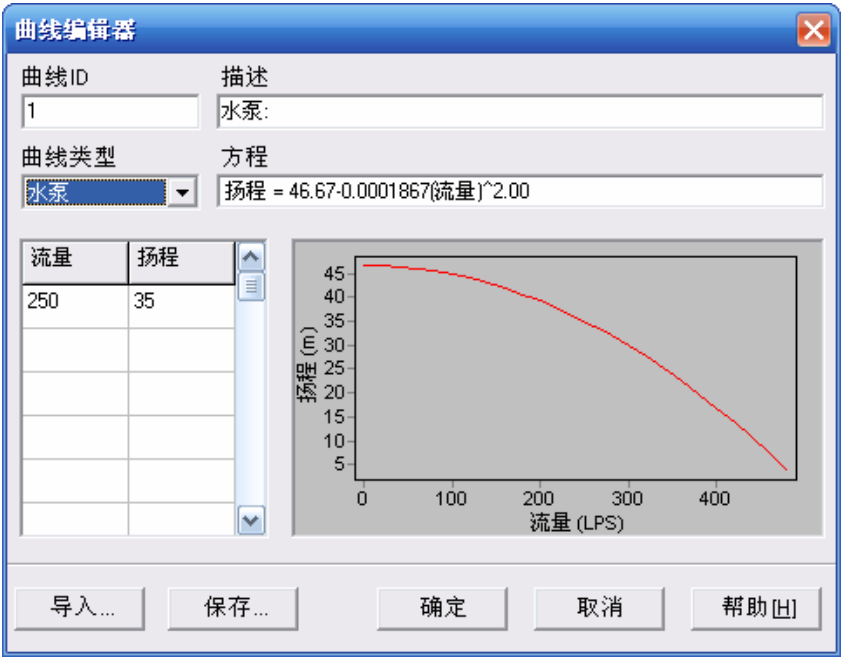 曲线编辑器
曲线ID 描述
1 水泵:
曲线类型 方程
水泵 扬程 = 46.67-0.0001867(流量)^2.00
流量 扬程
250 35
扬程 (m)
45
40
35
30
25
20
15
10
5
0 100 200 300 400
流量 (LPS)
导入... 保存... 确定 取消 帮助[H]